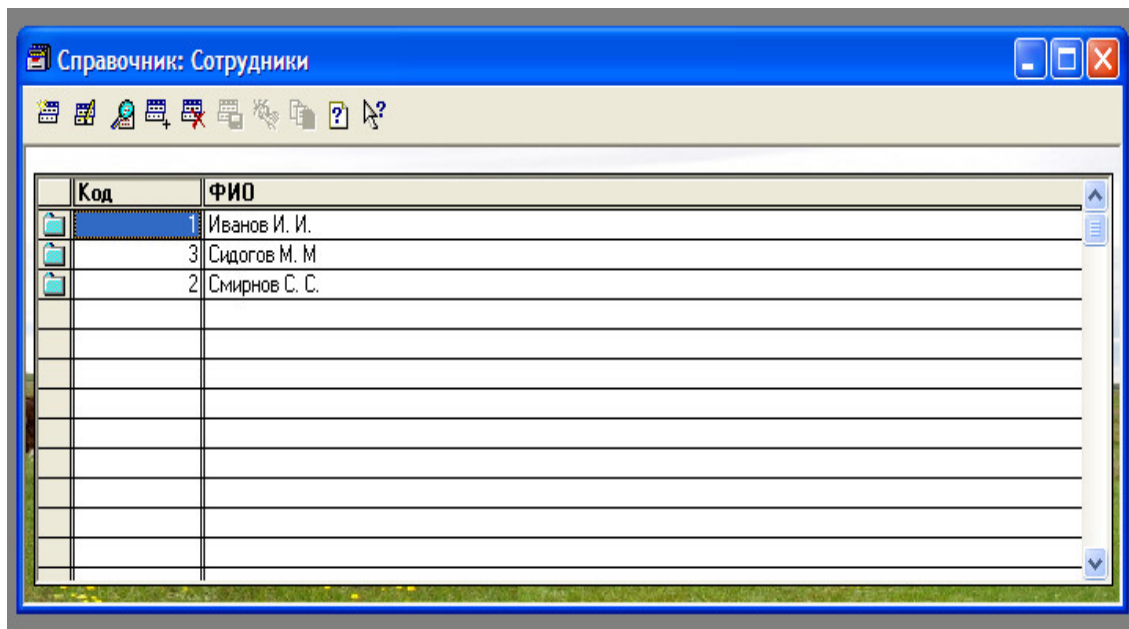 Справочник: Сотрудники
Код ФИО
1 Иванов И. И.
3 Сидогов М. М
2 Смирнов С. С.